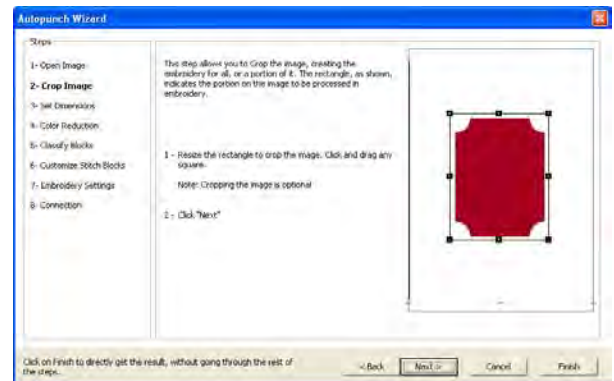 Autopunch Wizard
Steps
1- Open Image
2- Crop Image
3- Set Dimensions
4- Color Reduction
5- Classify Blocks
6- Customize Stitch Blocks
7- Embroidery Settings
8- Connection
This step allows you to Crop the image, creating the
embroidery for all, or a portion of it. The rectangle, as shown,
indicates the portion on the image to be processed in
embroidery.
1 - Resize the rectangle to crop the image. Click and drag any
square.
Note: Cropping the image is optional
2 - Click "Next"
Click on Finish to directly get the result, without going through the rest of
the steps.
< Back
Next >
Cancel
Finish